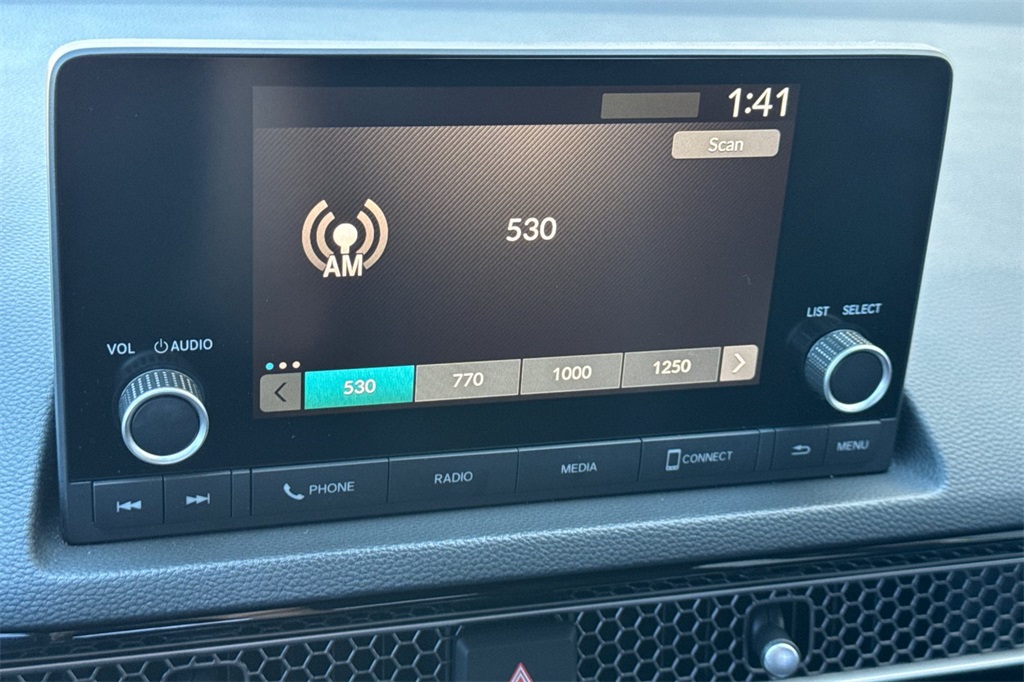 1:41
Scan
530
AM
LIST SELECT
VOL AUDIO
530 770 1000 1250
PHONE RADIO MEDIA CONNECT MENU